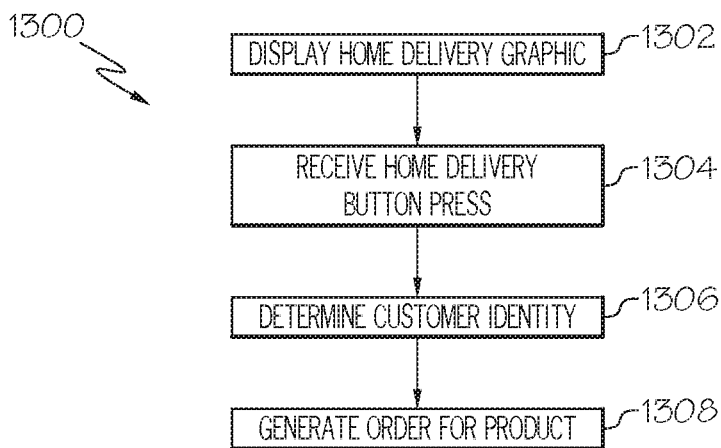 1300
DISPLAY HOME DELIVERY GRAPHIC
1302
RECEIVE HOME DELIVERY
BUTTON PRESS
1304
DETERMINE CUSTOMER IDENTITY
1306
GENERATE ORDER FOR PRODUCT
1308